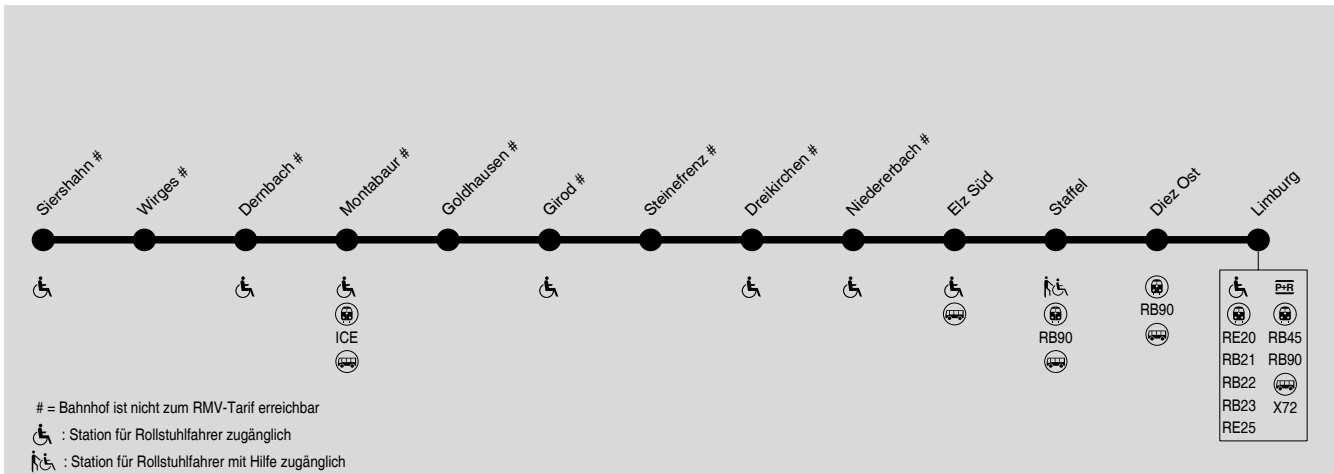 Siershahn #
Wirges #
Dernbach #
Montabaur #
Goldhausen #
Girod #
Steinefrenz #
Dreikirchen #
Niedererbach #
Elz Süd
Staffel
Diez Ost
Limburg
ICE
RB90
RB90
P+R
RE20 RB45
RB21 RB90
RB22
RB23 X72
RE25
# = Bahnhof ist nicht zum RMV-Tarif erreichbar
: Station für Rollstuhlfahrer zugänglich
: Station für Rollstuhlfahrer mit Hilfe zugänglich